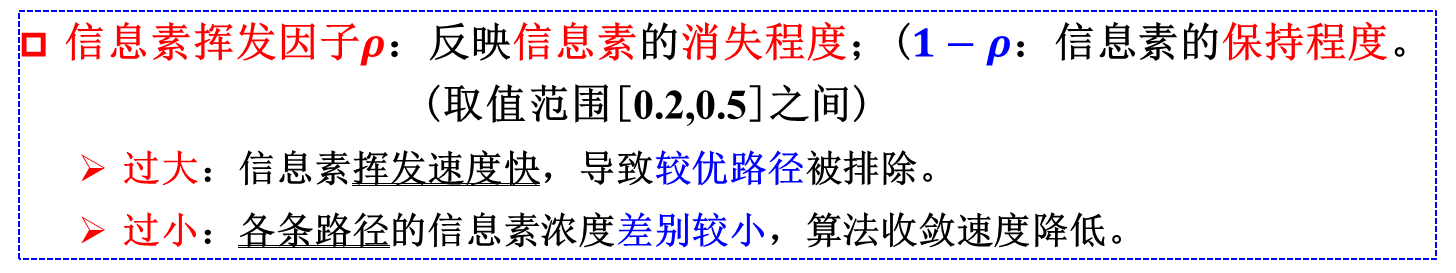 信息素挥发因子ρ：反映信息素的消失程度；(1 − ρ：信息素的保持程度。
(取值范围[0.2,0.5]之间)
过大：信息素挥发速度快，导致较优路径被排除。
过小：各条路径的信息素浓度差别较小，算法收敛速度降低。